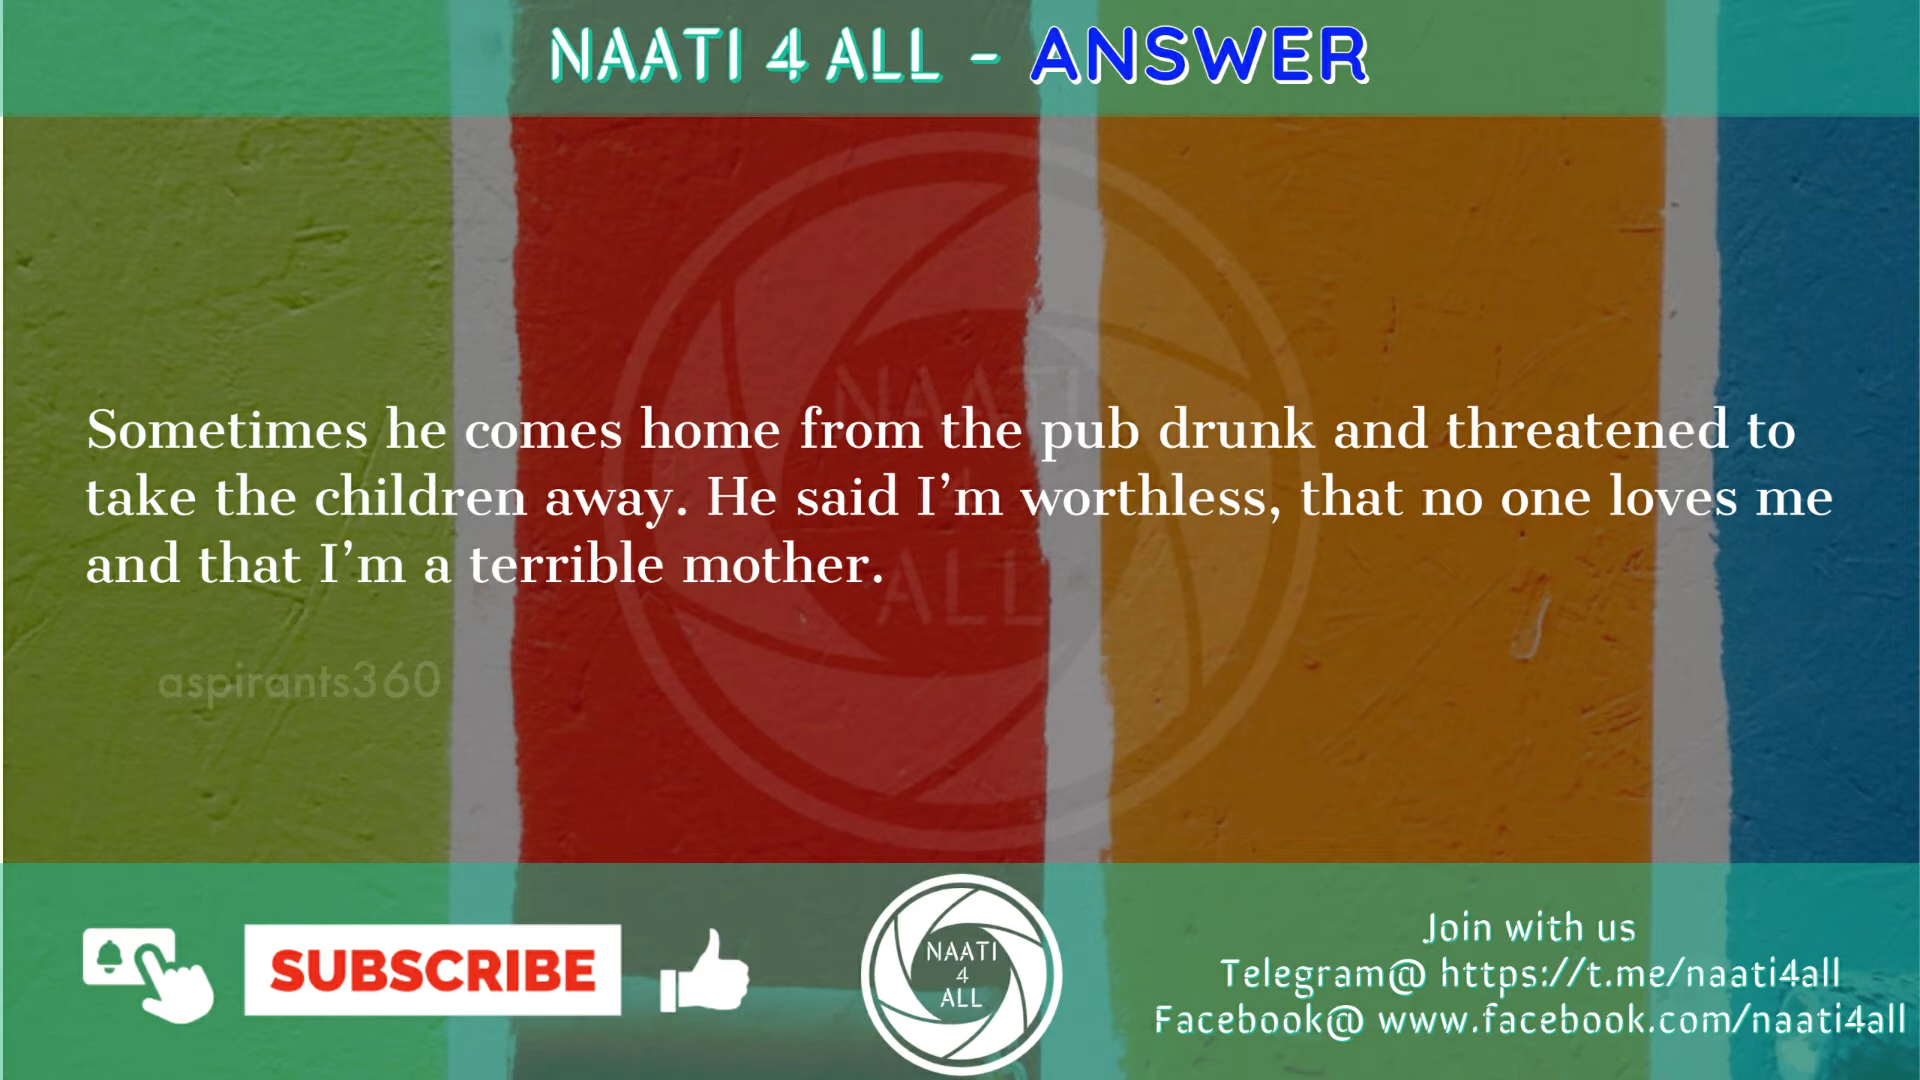 NAATI 4 ALL - ANSWER
NAATI
ALL
Sometimes he comes home from the pub drunk and threatened to
take the children away. He said I'm worthless, that no one loves me
and that I'm a terrible mother.
aspirants360
SUBSCRIBE
NAATI
4
ALL
Join with us
Telegram@ https://t.me/naati4all
Facebook@ www.facebook.com/naati4all